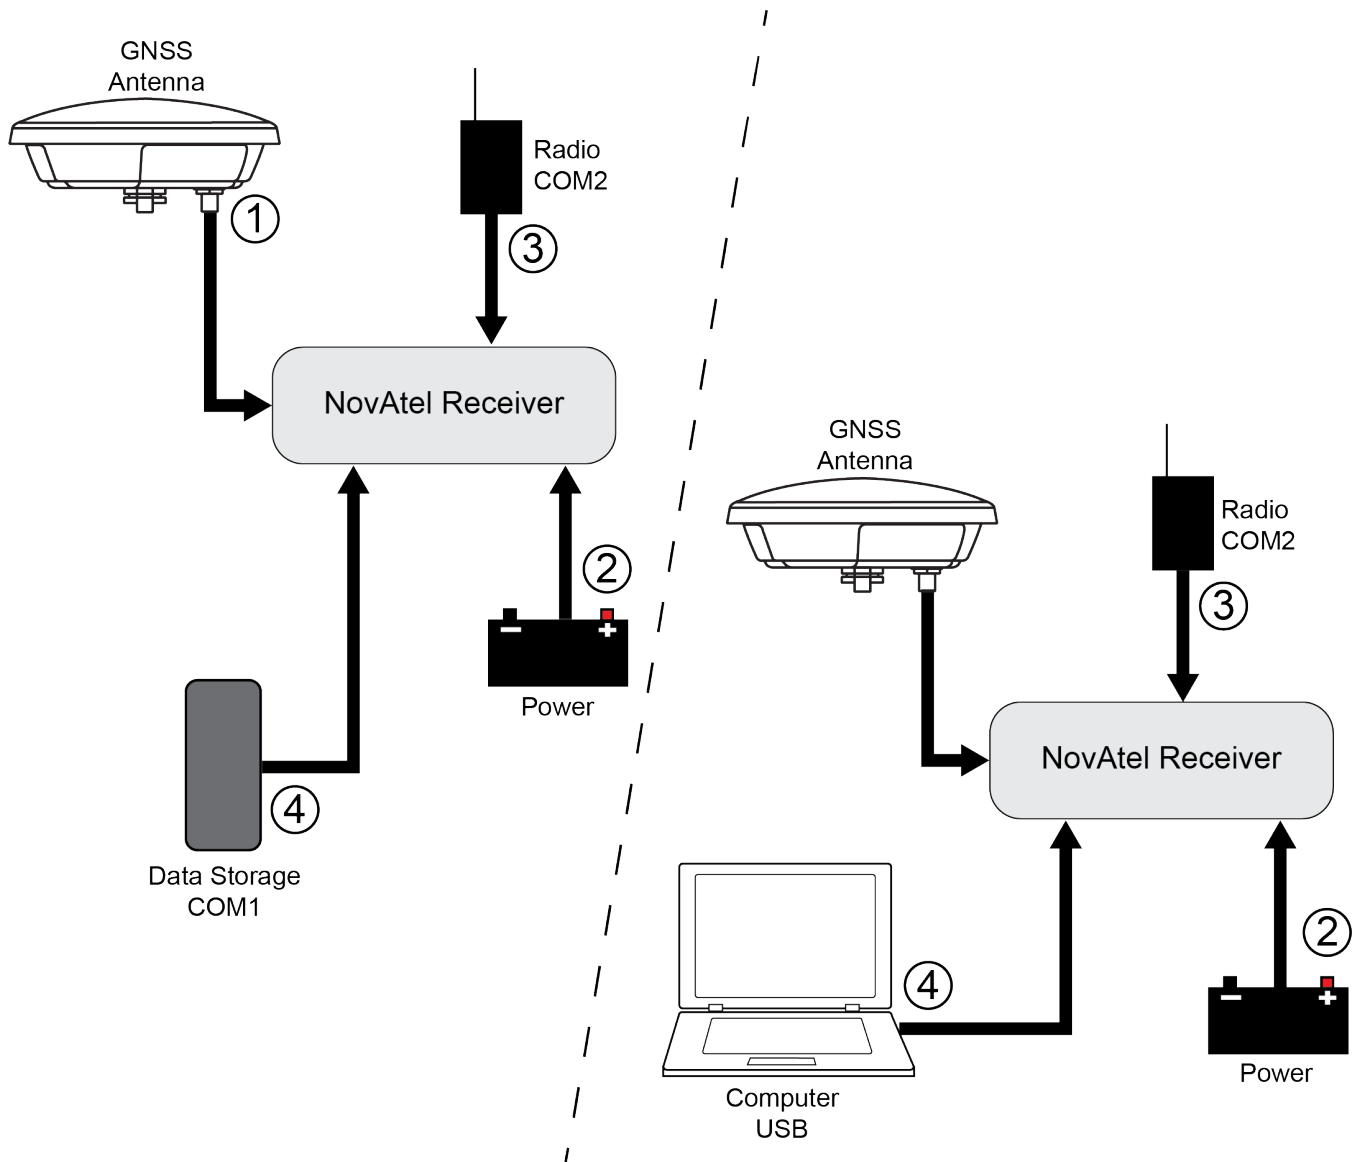 GNSS
Antenna
Radio
COM2
1
3
NovAtel Receiver
2
Power
4
Data Storage
COM1
GNSS
Antenna
Radio
COM2
3
NovAtel Receiver
2
4
Power
Computer
USB